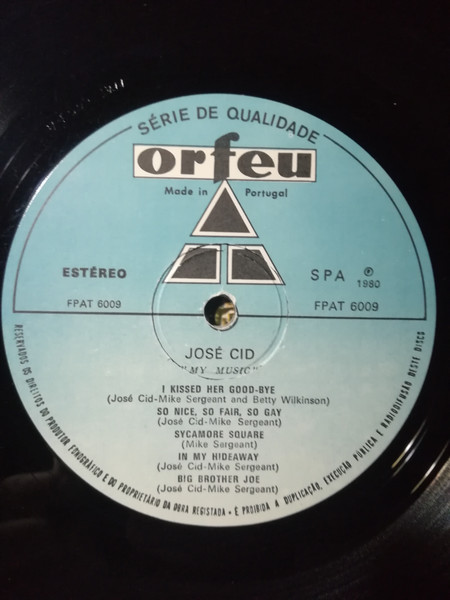 SÉRIE DE QUALIDADE
orfeu
Made in Portugal
ESTÉREO
SPA ℗ 1980
FPAT 6009
FPAT 6009
JOSÉ CID
"MY MUSIC"
I KISSED HER GOOD-BYE
(José Cid-Mike Sergeant and Betty Wilkinson)
SO NICE, SO FAIR, SO GAY
(José Cid-Mike Sergeant)
SYCAMORE SQUARE
(Mike Sergeant)
IN MY HIDEAWAY
(José Cid-Mike Sergeant)
BIG BROTHER JOE
(José Cid-Mike Sergeant)
RESERVADOS OS DIREITOS DO PRODUTOR FONOGRÁFICO E DO PROPRIETÁRIO DA OBRA REGISTADA • É PROIBIDA A DUPLICAÇÃO, EXECUÇÃO PÚBLICA E RADIODIFUSÃO DESTE DISCO